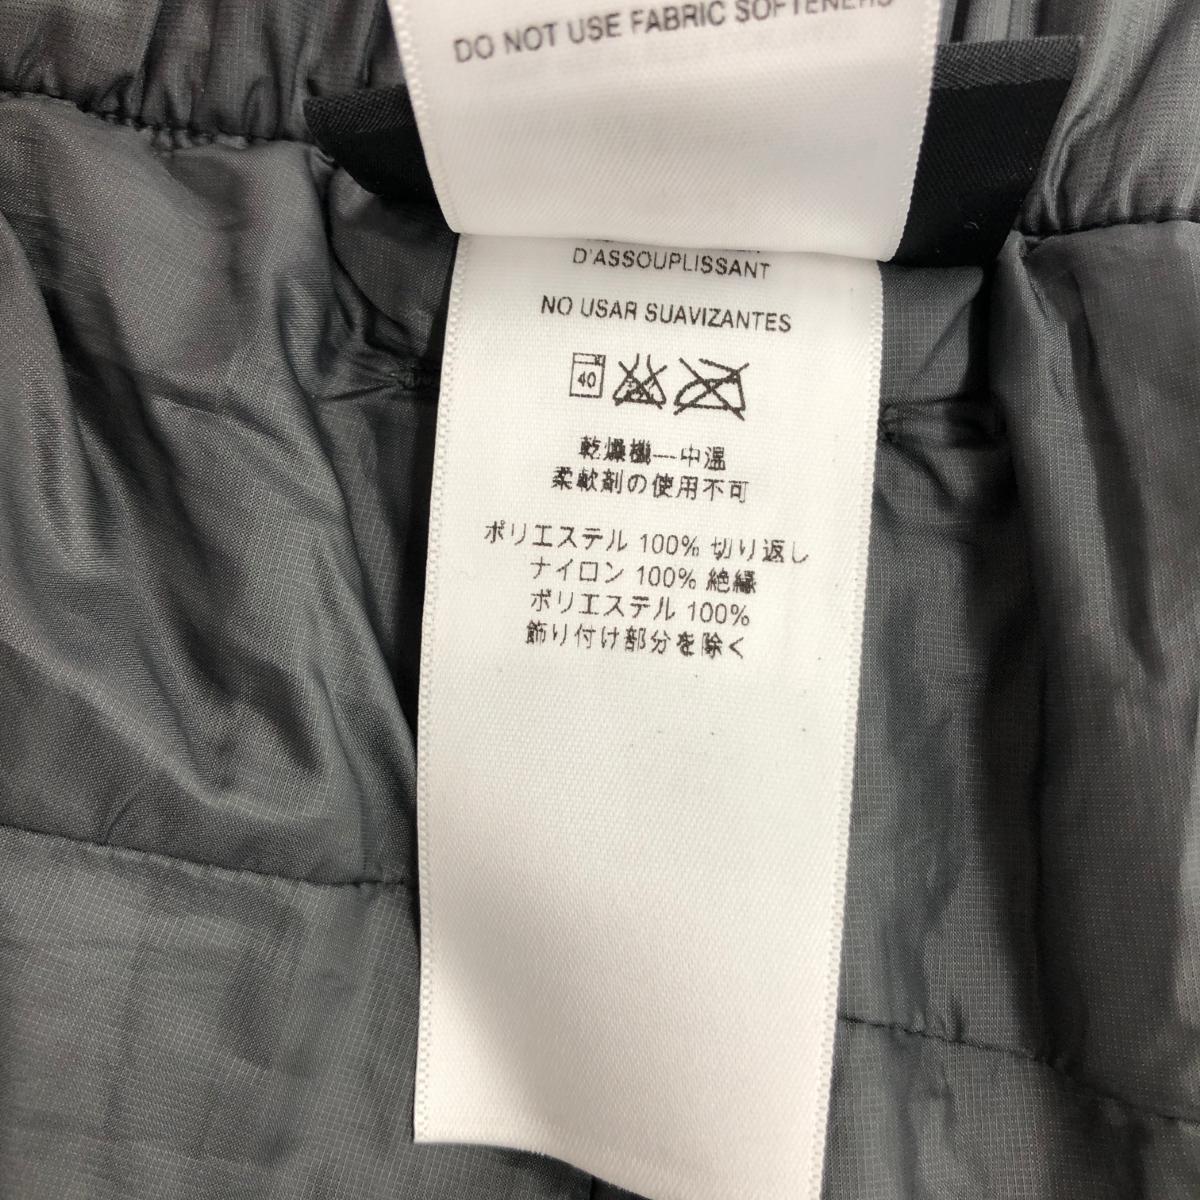 DO NOT USE FABRIC SOFTENERS
D'ASSOUPLISSANT
NO USAR SUAVIZANTES
40
乾燥機—中温
柔軟剤の使用不可
ポリエステル 100% 切り返し
ナイロン 100% 絶縁
ポリエステル 100%
飾り付け部分を除く